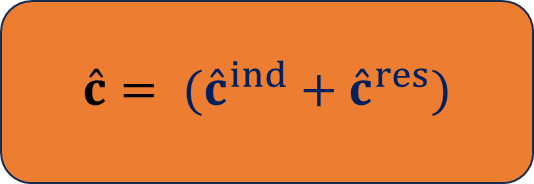 𝐜̂ = (𝐜̂^ind + 𝐜̂^res)